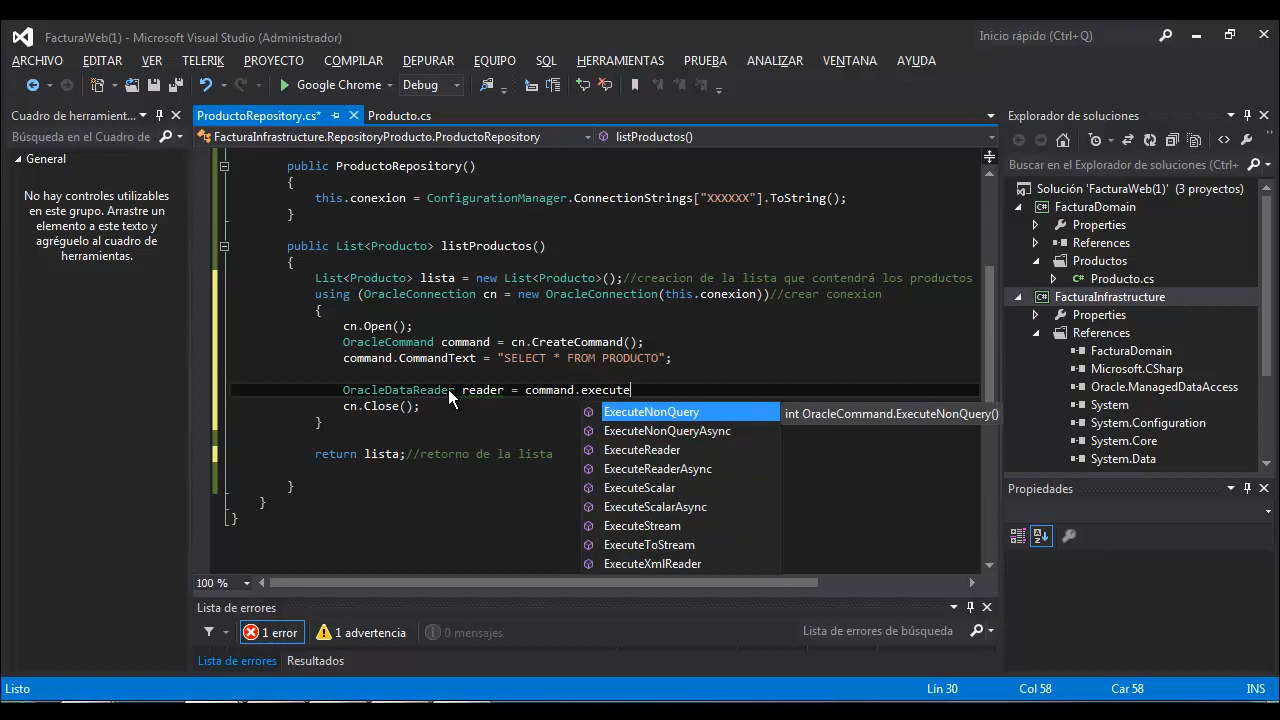 FacturaWeb(1) - Microsoft Visual Studio (Administrador)
Inicio rápido (Ctrl+Q)
ARCHIVO EDITAR VER TELERIK PROYECTO COMPILAR DEPURAR EQUIPO SQL HERRAMIENTAS PRUEBA ANALIZAR VENTANA AYUDA
Google Chrome
Debug
Cuadro de herramient...
Búsqueda en el Cuadro de
General
No hay controles utilizables
en este grupo. Arrastre un
elemento a este texto y
agréguelo al cuadro de
herramientas.
ProductoRepository.cs*
Producto.cs
FacturaInfrastructure.RepositoryProducto.ProductoRepository
listProductos()
public ProductoRepository()
{
this.conexion = ConfigurationManager.ConnectionStrings["XXXXXX"].ToString();
}
public List<Producto> listProductos()
{
List<Producto> lista = new List<Producto>();//creacion de la lista que contendrá los productos
using (OracleConnection cn = new OracleConnection(this.conexion))//crear conexion
{
cn.Open();
OracleCommand command = cn.CreateCommand();
command.CommandText = "SELECT * FROM PRODUCTO";
OracleDataReader reader = command.execute
cn.Close();
}
return lista;//retorno de la lista
}
}
}
ExecuteNonQuery
ExecuteNonQueryAsync
ExecuteReader
ExecuteReaderAsync
ExecuteScalar
ExecuteScalarAsync
ExecuteStream
ExecuteToStream
ExecuteXmlReader
int OracleCommand.ExecuteNonQuery()
100 %
Lista de errores
1 error
1 advertencia
0 mensajes
Lista de errores de búsqueda
Lista de errores
Resultados
Explorador de soluciones
Buscar en el Explorador de soluciones (Ctrl+
Solución 'FacturaWeb(1)' (3 proyectos)
FacturaDomain
Properties
References
Productos
Producto.cs
FacturaInfrastructure
Properties
References
FacturaDomain
Microsoft.CSharp
Oracle.ManagedDataAccess
System
System.Configuration
System.Core
System.Data
Propiedades
Listo
Lín 30
Col 58
Car 58
INS